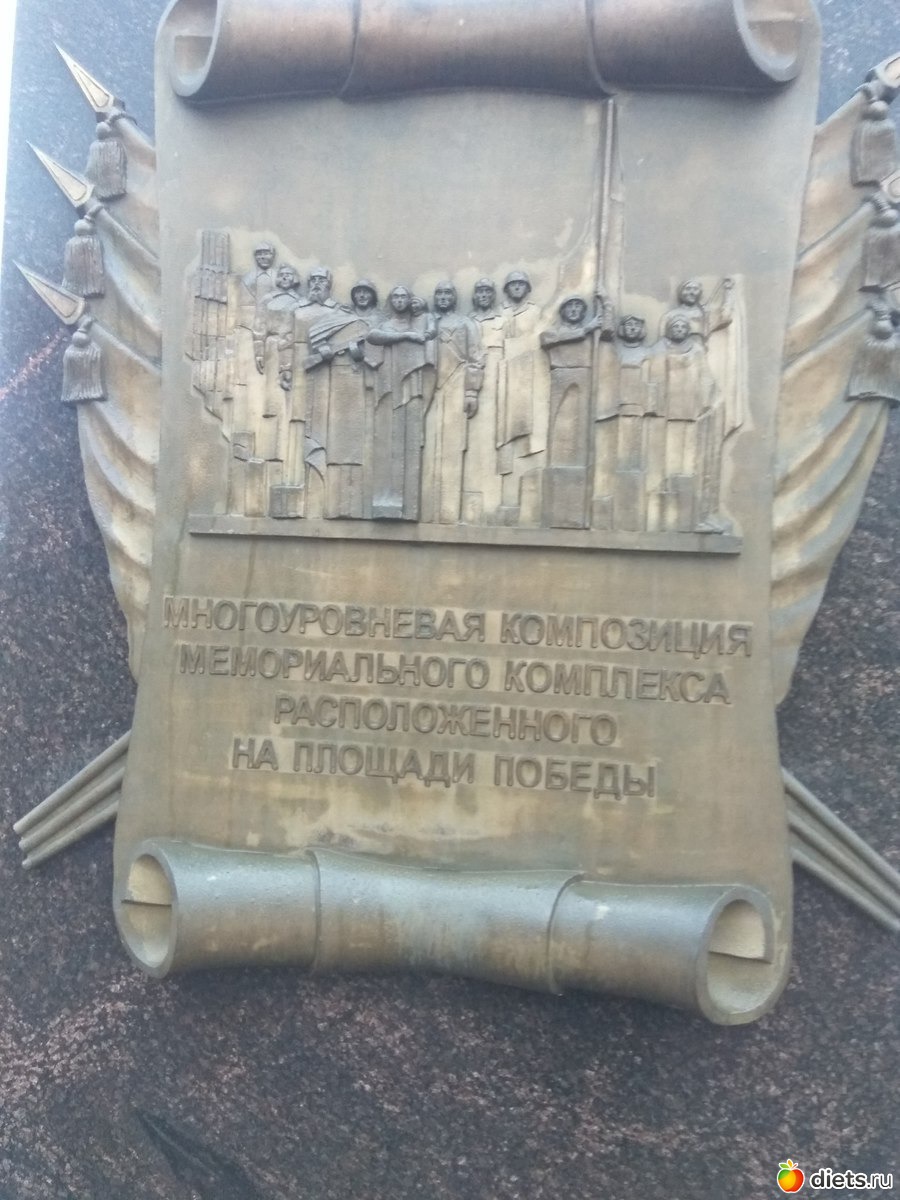 МНОГОУРОВНЕВАЯ КОМПОЗИЦИЯ
МЕМОРИАЛЬНОГО КОМПЛЕКСА
РАСПОЛОЖЕННОГО
НА ПЛОЩАДИ ПОБЕДЫ
diets.ru